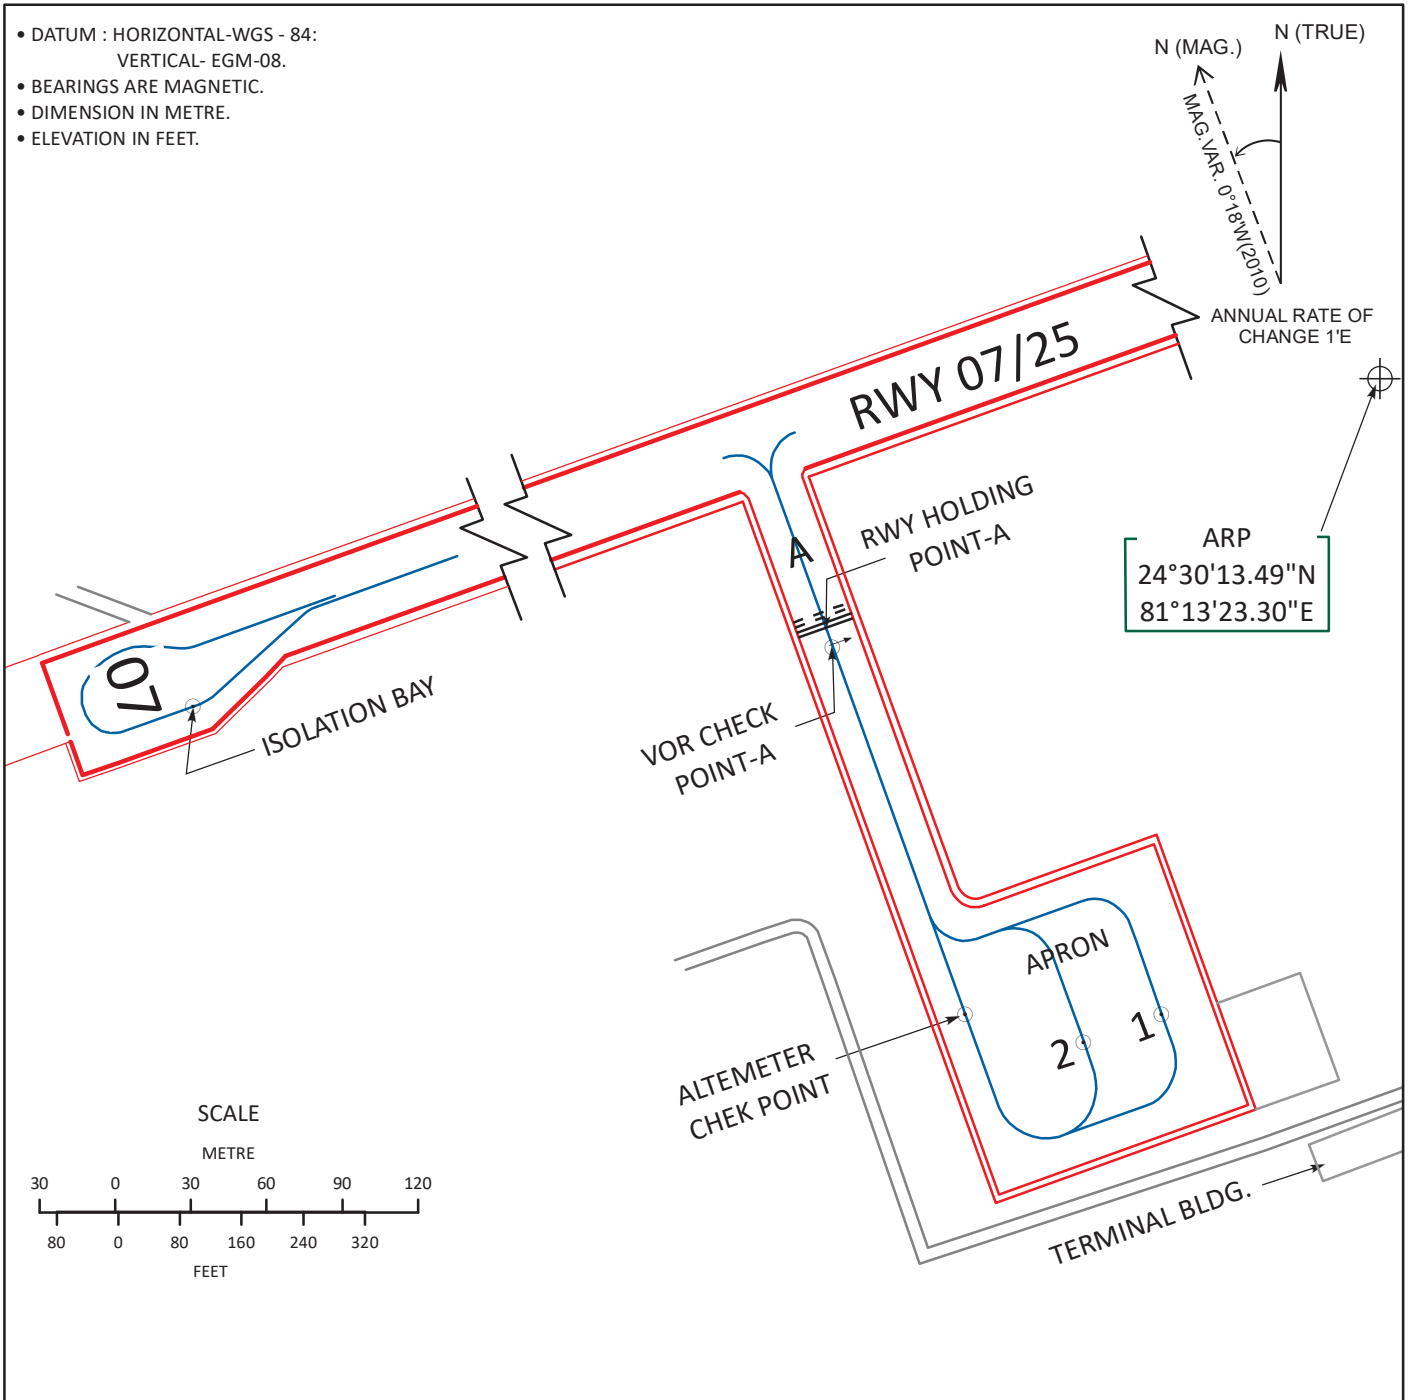 • DATUM : HORIZONTAL-WGS - 84:
VERTICAL- EGM-08.
• BEARINGS ARE MAGNETIC.
• DIMENSION IN METRE.
• ELEVATION IN FEET.
N (MAG.)
N (TRUE)
MAG.VAR. 0°18'W(2010)
ANNUAL RATE OF
CHANGE 1'E
RWY 07/25
RWY HOLDING
POINT-A
A
ARP
24°30'13.49"N
81°13'23.30"E
07
ISOLATION BAY
VOR CHECK
POINT-A
APRON
1
2
ALTEMETER
CHEK POINT
TERMINAL BLDG.
SCALE
METRE
30 0 30 60 90 120
80 0 80 160 240 320
FEET